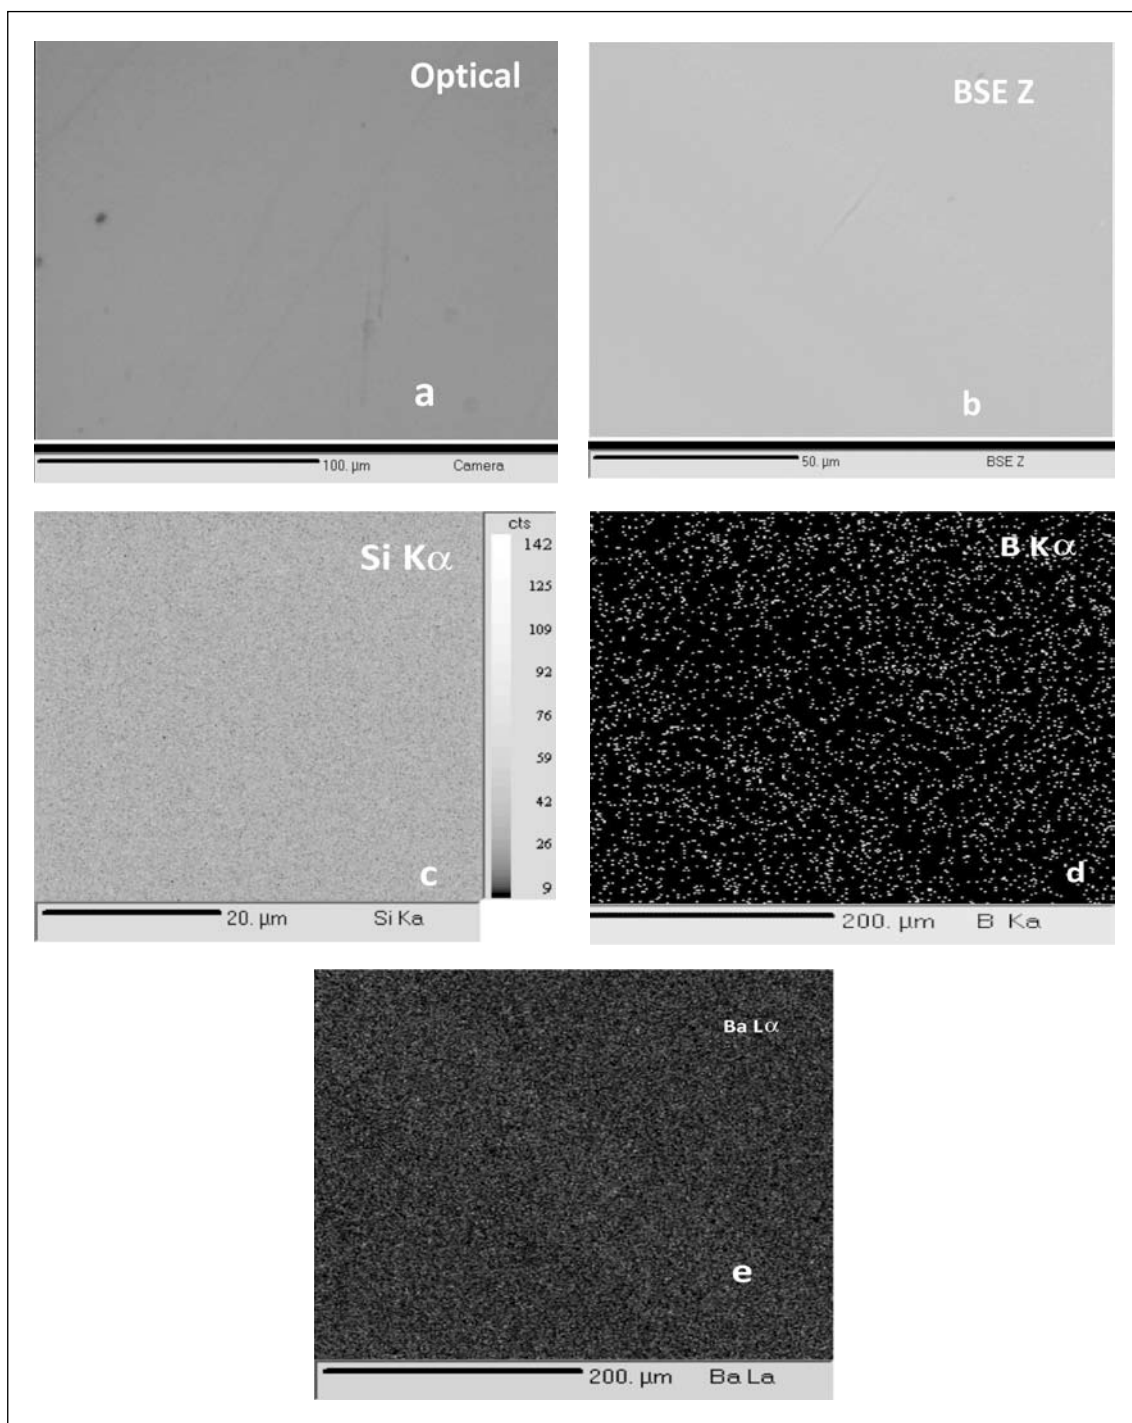 Optical
a
100. µm Camera
BSE Z
b
50. µm BSE Z
Si Kα
c
cts
142
125
109
92
76
59
42
26
9
20. µm Si Ka
B Kα
d
200. µm B Ka
Ba Lα
e
200. µm Ba La